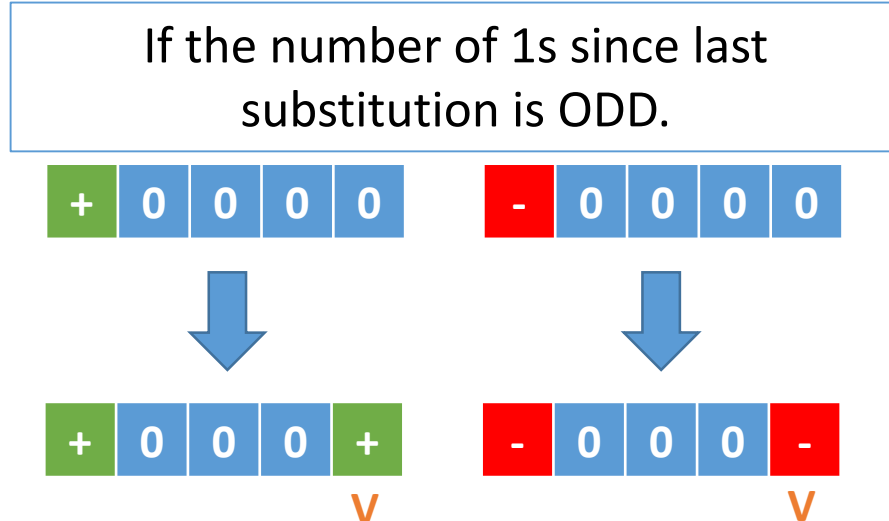 If the number of 1s since last
substitution is ODD.
+ 0 0 0 0 - 0 0 0 0
+ 0 0 0 + - 0 0 0 -
V V